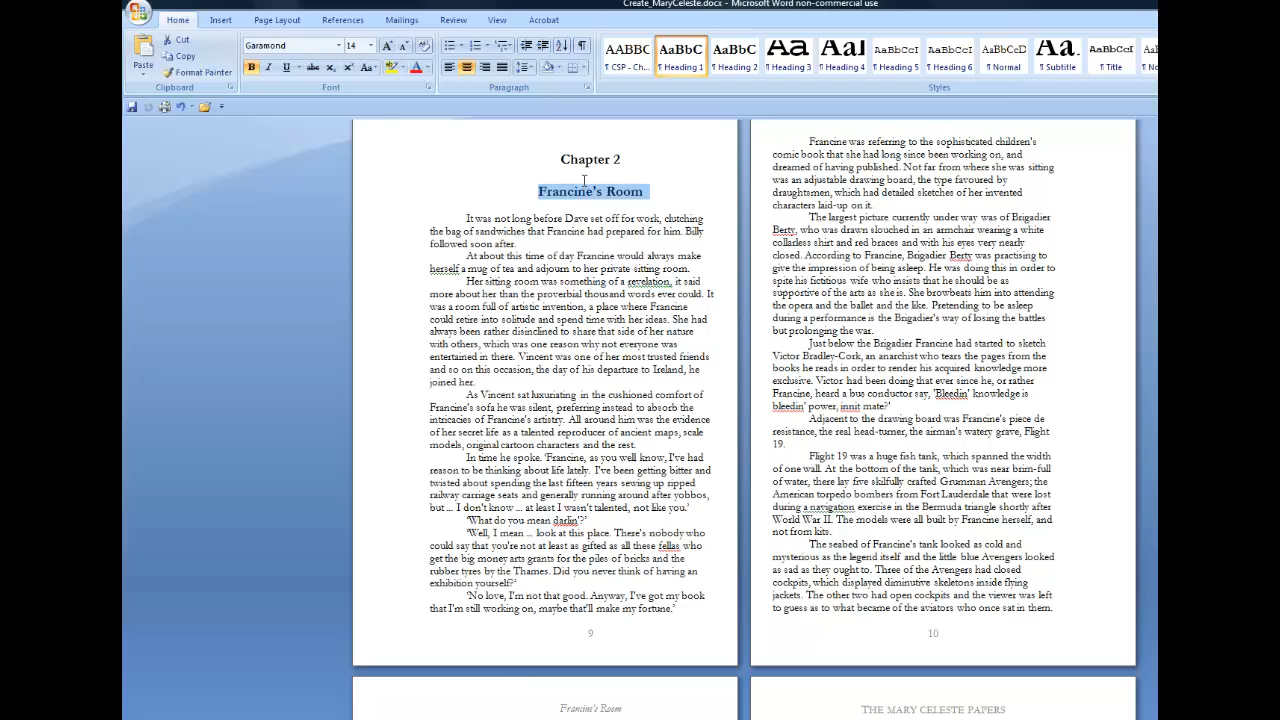 Create_MaryCeleste.docx - Microsoft Word non-commercial use
Home Insert Page Layout References Mailings Review View Acrobat
Cut
Copy
Format Painter
Paste
Clipboard
Garamond 14
Font
Paragraph
AABBC AaBbC AaBbC Aa Aal AaBbCcI AaBbCcI AaBbCcD Aa. AaBbCcI
¶ CSP - Ch... ¶ Heading 1 ¶ Heading 2 ¶ Heading 3 ¶ Heading 4 ¶ Heading 5 ¶ Heading 6 ¶ Normal ¶ Subtitle ¶ Title
Styles
Chapter 2
Francine's Room
It was not long before Dave set off for work, clutching
the bag of sandwiches that Francine had prepared for him. Billy
followed soon after.
At about this time of day Francine would always make
herself a mug of tea and adjourn to her private sitting room.
Her sitting room was something of a revelation, it said
more about her than the proverbial thousand words ever could. It
was a room full of artistic invention, a place where Francine
could retire into solitude and spend time with her ideas. She had
always been rather disinclined to share that side of her nature
with others, which was one reason why not everyone was
entertained in there. Vincent was one of her most trusted friends
and so on this occasion, the day of his departure to Ireland, he
joined her.
As Vincent sat luxuriating in the cushioned comfort of
Francine's sofa he was silent, preferring instead to absorb the
intricacies of Francine's artistry. All around him was the evidence
of her secret life as a talented reproducer of ancient maps, scale
models, original cartoon characters and the rest.
In time he spoke. 'Francine, as you well know, I've had
reason to be thinking about life lately. I've been getting bitter and
twisted about spending the last fifteen years sewing up ripped
railway carriage seats and generally running around after yobbos,
but ... I don't know ... at least I wasn't talented, not like you.'
'What do you mean darlin'?'
'Well, I mean ... look at this place. There's nobody who
could say that you're not at least as gifted as all these fellas who
get the big money arts grants for the piles of bricks and the
rubber tyres by the Thames. Did you never think of having an
exhibition yourself?'
'No love, I'm not that good. Anyway, I've got my book
that I'm still working on, maybe that'll make my fortune.'
9
Francine was referring to the sophisticated children's
comic book that she had long since been working on, and
dreamed of having published. Not far from where she was sitting
was an adjustable drawing board, the type favoured by
draughtsmen, which had detailed sketches of her invented
characters laid-up on it.
The largest picture currently under way was of Brigadier
Berty, who was drawn slouched in an armchair wearing a white
collarless shirt and red braces and with his eyes very nearly
closed. According to Francine, Brigadier Berty was practising to
give the impression of being asleep. He was doing this in order to
spite his fictitious wife who insists that he should be as
supportive of the arts as she is. She browbeats him into attending
the opera and the ballet and the like. Pretending to be asleep
during a performance is the Brigadier's way of losing the battles
but prolonging the war.
Just below the Brigadier Francine had started to sketch
Victor Bradley-Cork, an anarchist who tears the pages from the
books he reads in order to render his acquired knowledge more
exclusive. Victor had been doing that ever since he, or rather
Francine, heard a bus conductor say, 'Bleedin' knowledge is
bleedin' power, innit mate?'
Adjacent to the drawing board was Francine's piece de
resistance, the real head-turner, the airman's watery grave, Flight
19.
Flight 19 was a huge fish tank, which spanned the width
of one wall. At the bottom of the tank, which was near brim-full
of water, there lay five skilfully crafted Grumman Avengers; the
American torpedo bombers from Fort Lauderdale that were lost
during a navigation exercise in the Bermuda triangle shortly after
World War II. The models were all built by Francine herself, and
not from kits.
The seabed of Francine's tank looked as cold and
mysterious as the legend itself and the little blue Avengers looked
as sad as they ought to. Three of the Avengers had closed
cockpits, which displayed diminutive skeletons inside flying
jackets. The other two had open cockpits and the viewer was left
to guess as to what became of the aviators who once sat in them.
10
Francine's Room
THE MARY CELESTE PAPERS